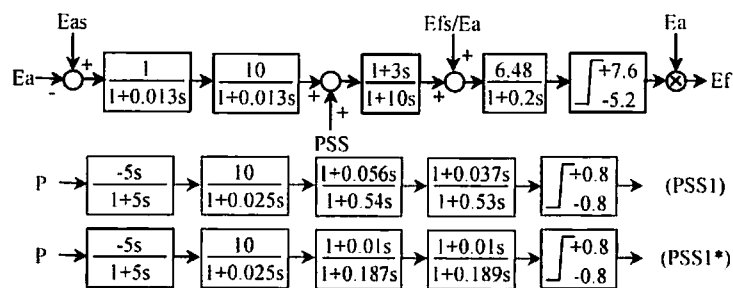 Eas Efs/Ea Ea
Ea - + 1/1+0.013s 10/1+0.013s + + 1+3s/1+10s + + 6.48/1+0.2s +7.6 -5.2 Ef
PSS
P -5s/1+5s 10/1+0.025s 1+0.056s/1+0.54s 1+0.037s/1+0.53s +0.8 -0.8 (PSS1)
P -5s/1+5s 10/1+0.025s 1+0.01s/1+0.187s 1+0.01s/1+0.189s +0.8 -0.8 (PSS1*)